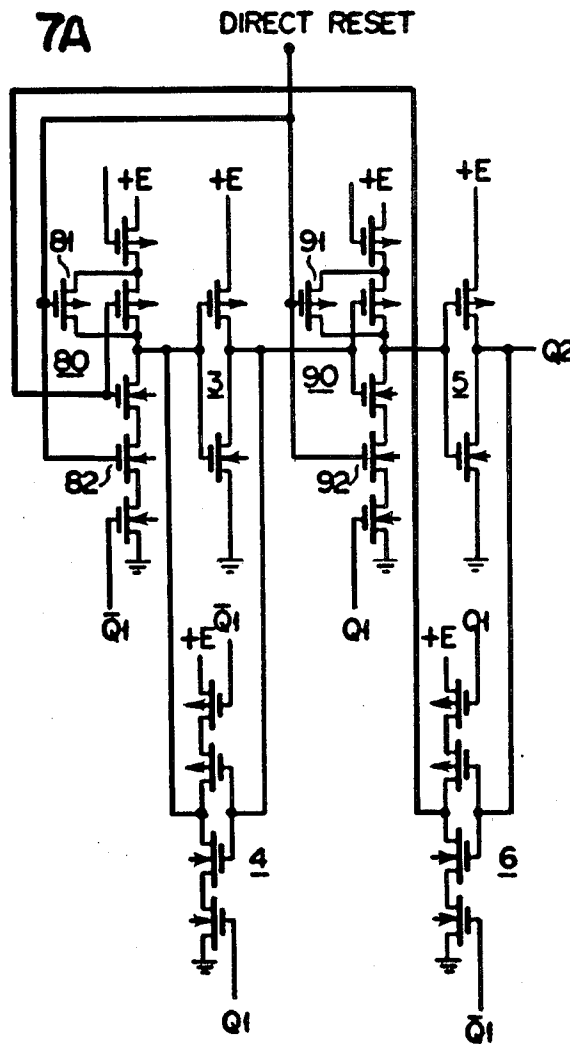 7A
DIRECT RESET
+E +E +E +E
81 91
80 3 90 5 Q2
82 92
Q̄1 Q̄1 Q1 Q1
+E +E
4 6
Q1 Q̄1